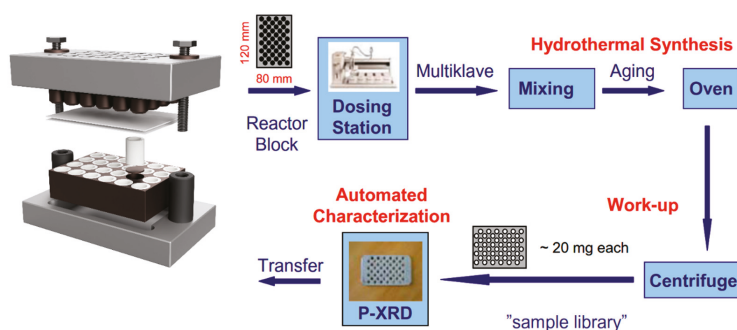 120 mm
80 mm
Reactor
Block
Dosing
Station
Multiklave
Hydrothermal Synthesis
Mixing
Aging
Oven
Work-up
Centrifuge
~ 20 mg each
"sample library"
Automated
Characterization
P-XRD
Transfer